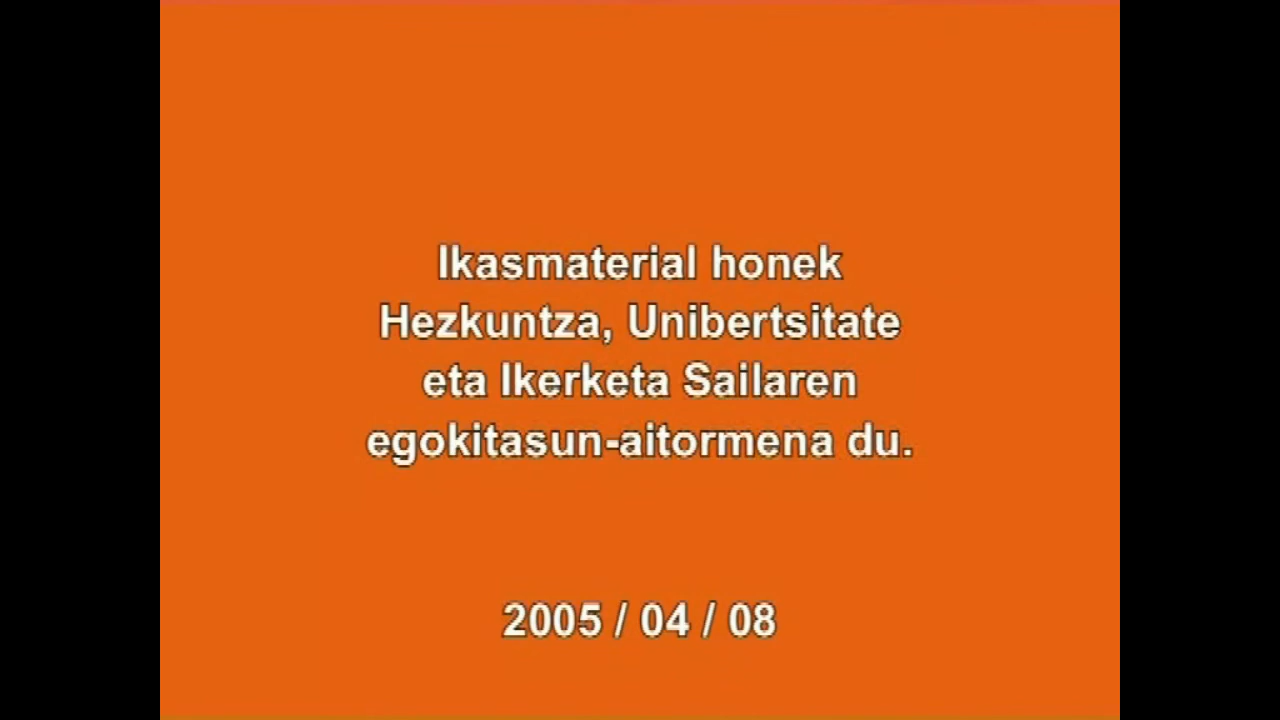 Ikasmaterial honek
Hezkuntza, Unibertsitate
eta Ikerketa Sailaren
egokitasun-aitormena du.
2005 / 04 / 08